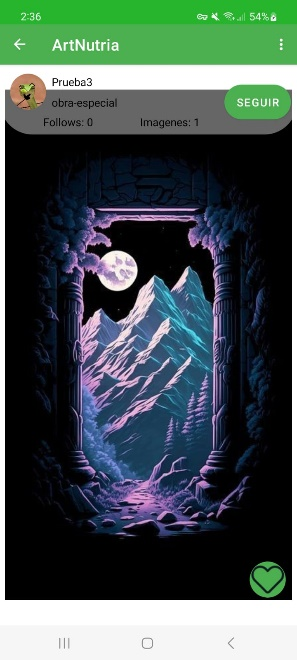 2:36
54%
ArtNutria
Prueba3
obra-especial
SEGUIR
Follows: 0
Imagenes: 1